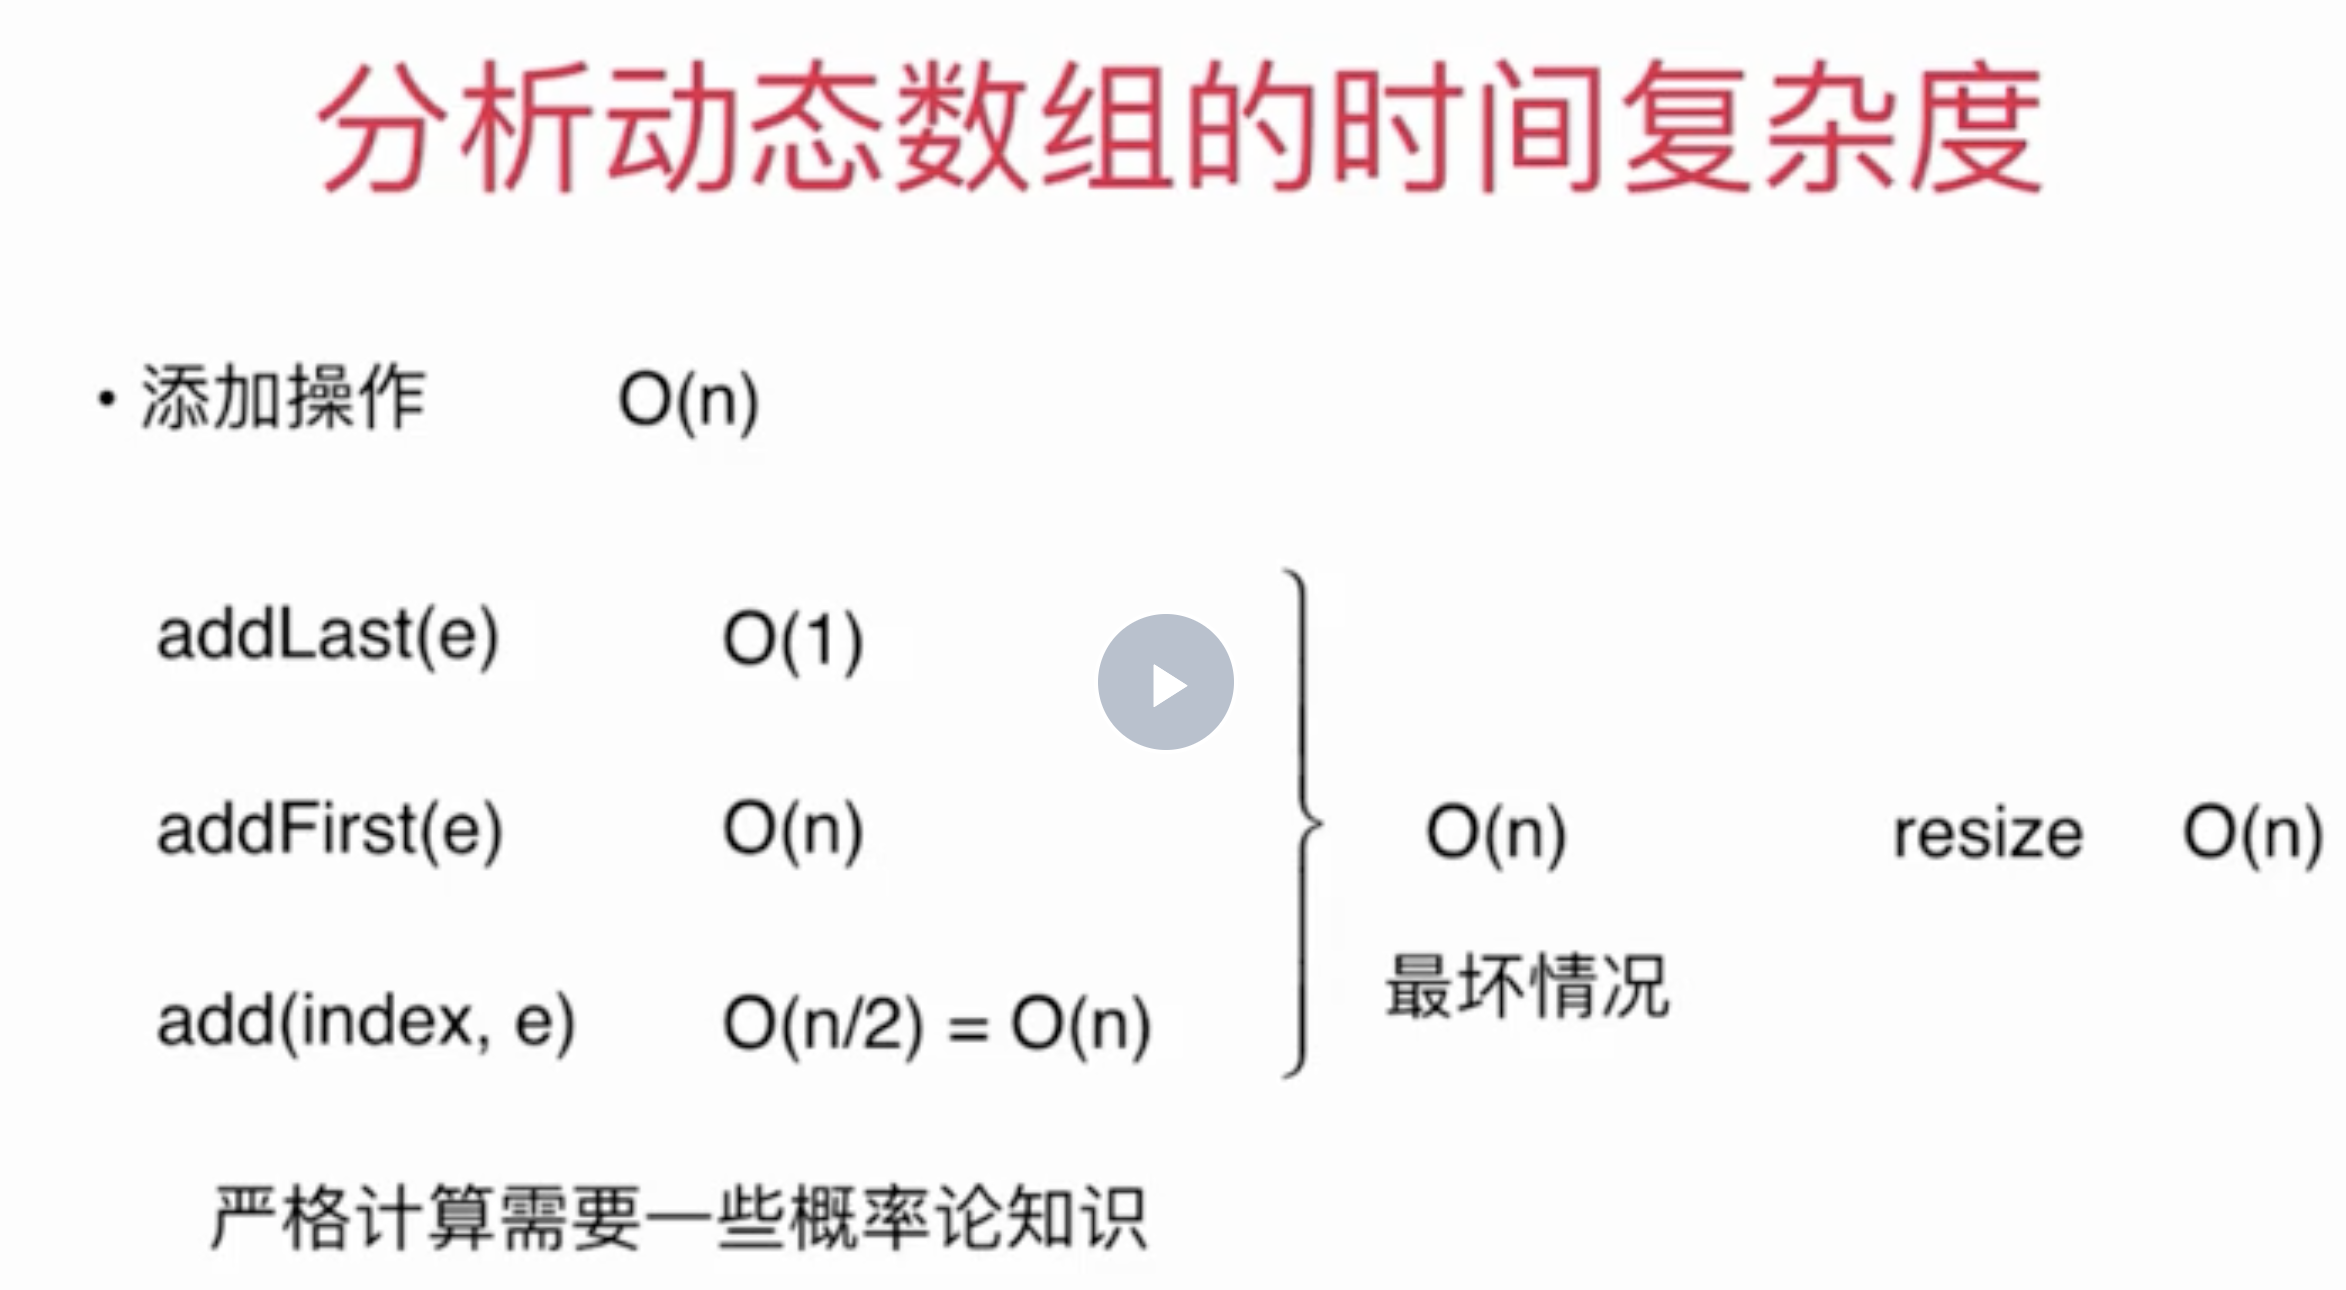 分析动态数组的时间复杂度
• 添加操作 O(n)
addLast(e) O(1)
addFirst(e) O(n) O(n) resize O(n)
最坏情况
add(index, e) O(n/2) = O(n)
严格计算需要一些概率论知识